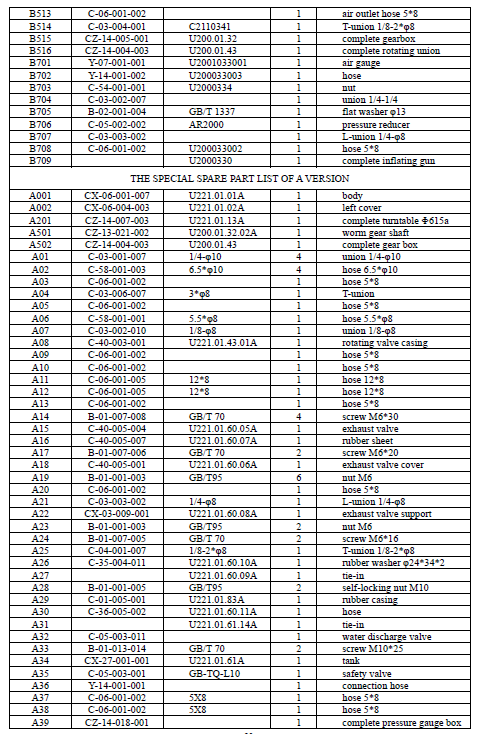 B513 C-06-001-002 1 air outlet hose 5*8
B514 C-03-004-001 C2110341 1 T-union 1/8-2*φ8
B515 CZ-14-005-001 U200.01.32 1 complete gearbox
B516 CZ-14-004-003 U200.01.43 1 complete rotating union
B701 Y-07-001-001 U2001033001 1 air gauge
B702 Y-14-001-002 U200033003 1 hose
B703 C-54-001-001 U2000334 1 nut
B704 C-03-002-007 1 union 1/4-1/4
B705 B-02-001-004 GB/T 1337 1 flat washer φ13
B706 C-05-002-002 AR2000 1 pressure reducer
B707 C-03-003-002 1 L-union 1/4-φ8
B708 C-06-001-002 U200033002 1 hose 5*8
B709 U2000330 1 complete inflating gun
THE SPECIAL SPARE PART LIST OF A VERSION
A001 CX-06-001-007 U221.01.01A 1 body
A002 CX-06-004-003 U221.01.02A 1 left cover
A201 CZ-14-007-003 U221.01.13A 1 complete turntable Φ615a
A501 CZ-13-021-002 U200.01.32.02A 1 worm gear shaft
A502 CZ-14-004-003 U200.01.43 1 complete gear box
A01 C-03-001-007 1/4-φ10 4 union 1/4-φ10
A02 C-58-001-003 6.5*φ10 4 hose 6.5*φ10
A03 C-06-001-002 1 hose 5*8
A04 C-03-006-007 3*φ8 1 T-union
A05 C-06-001-002 1 hose 5*8
A06 C-58-001-001 5.5*φ8 1 hose 5.5*φ8
A07 C-03-002-010 1/8-φ8 1 union 1/8-φ8
A08 C-40-003-001 U221.01.43.01A 1 rotating valve casing
A09 C-06-001-002 1 hose 5*8
A10 C-06-001-002 1 hose 5*8
A11 C-06-001-005 12*8 1 hose 12*8
A12 C-06-001-005 12*8 1 hose 12*8
A13 C-06-001-002 1 hose 5*8
A14 B-01-007-008 GB/T 70 4 screw M6*30
A15 C-40-005-004 U221.01.60.05A 1 exhaust valve
A16 C-40-005-007 U221.01.60.07A 1 rubber sheet
A17 B-01-007-006 GB/T 70 2 screw M6*20
A18 C-40-005-001 U221.01.60.06A 1 exhaust valve cover
A19 B-01-001-003 GB/T95 6 nut M6
A20 C-06-001-002 1 hose 5*8
A21 C-03-003-002 1/4-φ8 1 L-union 1/4-φ8
A22 CX-03-009-001 U221.01.60.08A 1 exhaust valve support
A23 B-01-001-003 GB/T95 2 nut M6
A24 B-01-007-005 GB/T 70 2 screw M6*16
A25 C-04-001-007 1/8-2*φ8 1 T-union 1/8-2*φ8
A26 C-35-004-011 U221.01.60.10A 1 rubber washer φ24*34*2
A27 U221.01.60.09A 1 tie-in
A28 B-01-001-005 GB/T95 2 self-locking nut M10
A29 C-01-005-001 U221.01.83A 1 rubber casing
A30 C-36-005-002 U221.01.60.11A 1 hose
A31 U221.01.61.14A 1 tie-in
A32 C-05-003-011 1 water discharge valve
A33 B-01-013-014 GB/T 70 2 screw M10*25
A34 CX-27-001-001 U221.01.61A 1 tank
A35 C-05-003-001 GB-TQ-L10 1 safety valve
A36 Y-14-001-001 1 connection hose
A37 C-06-001-002 5X8 1 hose 5*8
A38 C-06-001-002 5X8 1 hose 5*8
A39 CZ-14-018-001 1 complete pressure gauge box